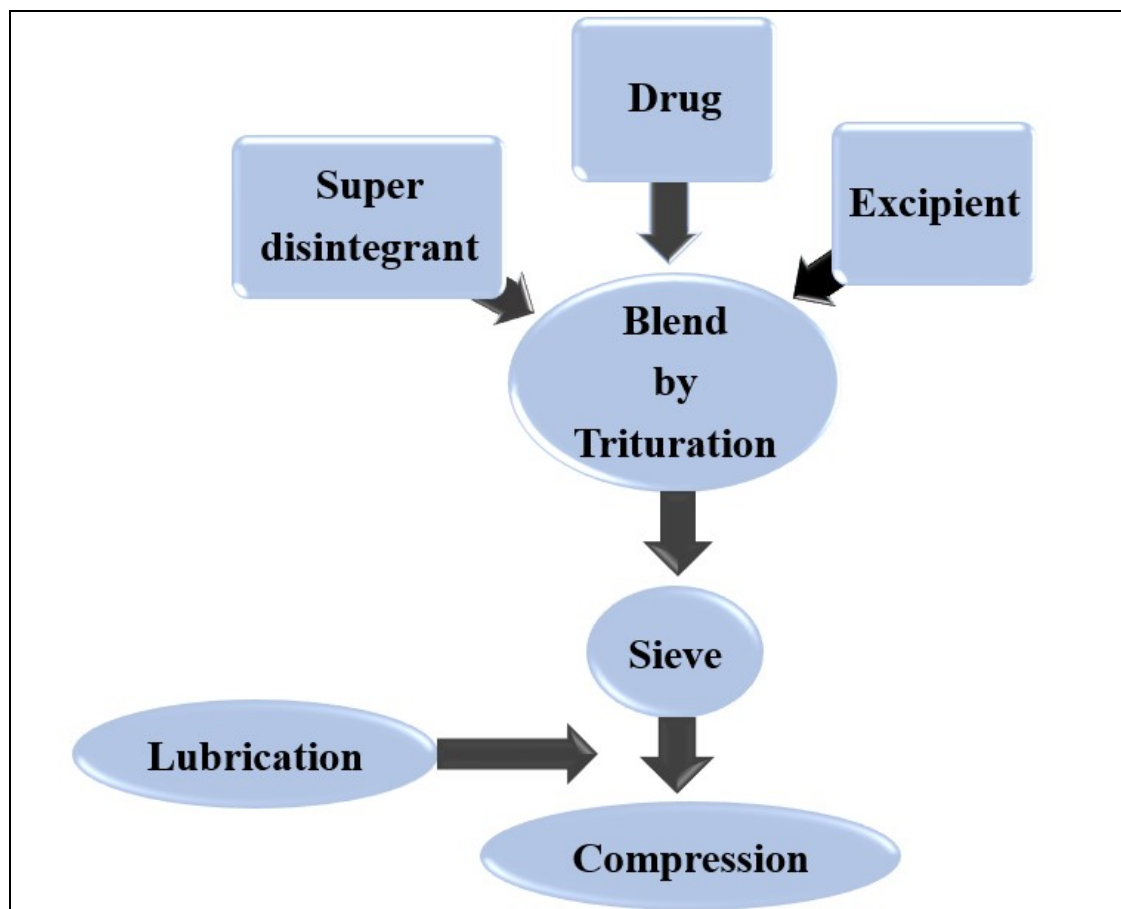 Drug
Super
disintegrant
Excipient
Blend
by
Trituration
Sieve
Lubrication
Compression